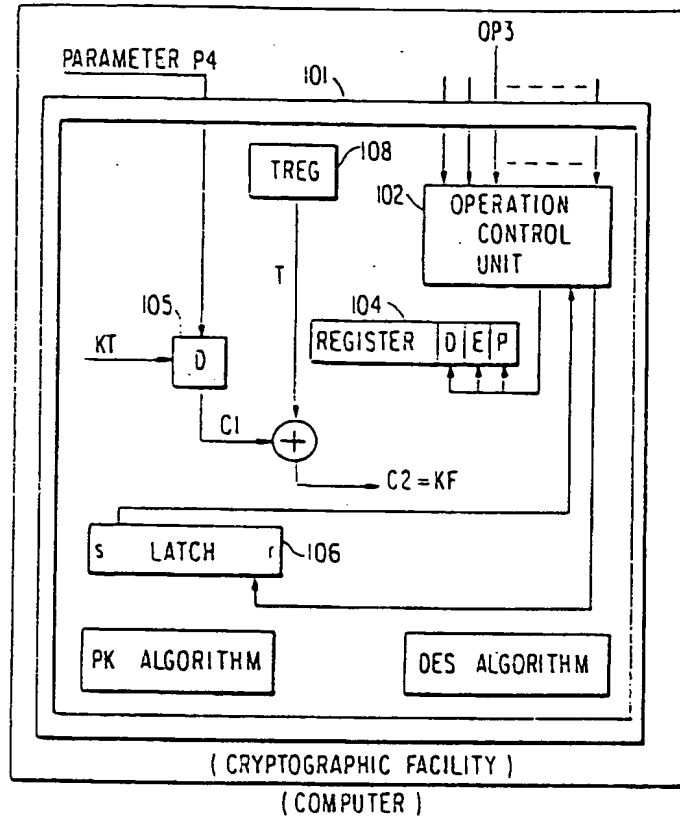 OP3
PARAMETER P4
101
TREG
108
102
OPERATION
CONTROL
UNIT
T
105
104
REGISTER D E P
KT
D
C1
+
C2=KF
s LATCH r
106
PK ALGORITHM
DES ALGORITHM
(CRYPTOGRAPHIC FACILITY)
(COMPUTER)